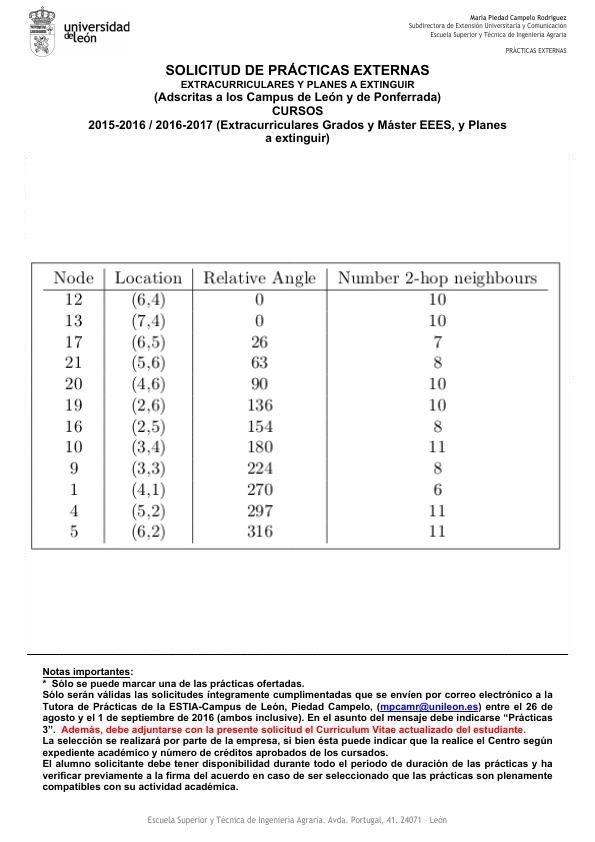 universidad
de león
María Piedad Campelo Rodríguez
Subdirectora de Extensión Universitaria y Comunicación
Escuela Superior y Técnica de Ingeniería Agraria
PRÁCTICAS EXTERNAS
SOLICITUD DE PRÁCTICAS EXTERNAS
EXTRACURRICULARES Y PLANES A EXTINGUIR
(Adscritas a los Campus de León y de Ponferrada)
CURSOS
2015-2016 / 2016-2017 (Extracurriculares Grados y Máster EEES, y Planes
a extinguir)
Node Location Relative Angle Number 2-hop neighbours
12 (6,4) 0 10
13 (7,4) 0 10
17 (6,5) 26 7
21 (5,6) 63 8
20 (4,6) 90 10
19 (2,6) 136 10
16 (2,5) 154 8
10 (3,4) 180 11
9 (3,3) 224 8
1 (4,1) 270 6
4 (5,2) 297 11
5 (6,2) 316 11
Notas importantes:
* Sólo se puede marcar una de las prácticas ofertadas.
Sólo serán válidas las solicitudes íntegramente cumplimentadas que se envíen por correo electrónico a la
Tutora de Prácticas de la ESTIA-Campus de León, Piedad Campelo, (mpcamr@unileon.es) entre el 26 de
agosto y el 1 de septiembre de 2016 (ambos inclusive). En el asunto del mensaje debe indicarse “Prácticas
3”. Además, debe adjuntarse con la presente solicitud el Curriculum Vitae actualizado del estudiante.
La selección se realizará por parte de la empresa, si bien ésta puede indicar que la realice el Centro según
expediente académico y número de créditos aprobados de los cursados.
El alumno solicitante debe tener disponibilidad durante todo el periodo de duración de las prácticas y ha
verificar previamente a la firma del acuerdo en caso de ser seleccionado que las prácticas son plenamente
compatibles con su actividad académica.
Escuela Superior y Técnica de Ingeniería Agraria. Avda. Portugal, 41. 24071 – León